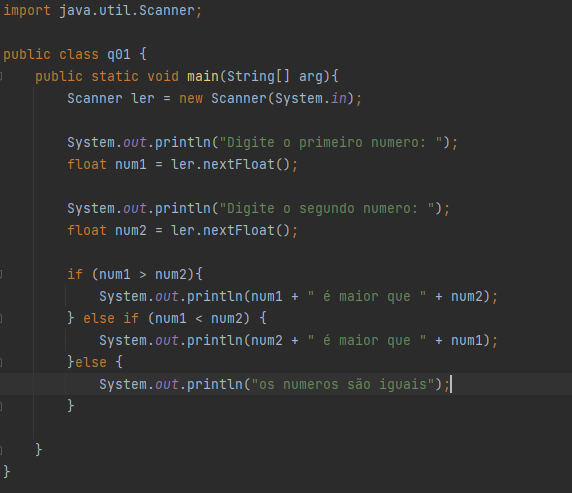 import java.util.Scanner;
public class q01 {
public static void main(String[] arg){
Scanner ler = new Scanner(System.in);
System.out.println("Digite o primeiro numero: ");
float num1 = ler.nextFloat();
System.out.println("Digite o segundo numero: ");
float num2 = ler.nextFloat();
if (num1 > num2){
System.out.println(num1 + " é maior que " + num2);
} else if (num1 < num2) {
System.out.println(num2 + " é maior que " + num1);
}else {
System.out.println("os numeros são iguais");
}
}
}